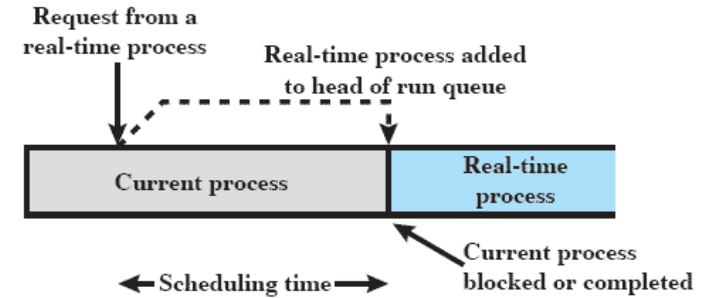 Request from a
real-time process
Real-time process added
to head of run queue
Current process
Real-time
process
Current process
blocked or completed
Scheduling time